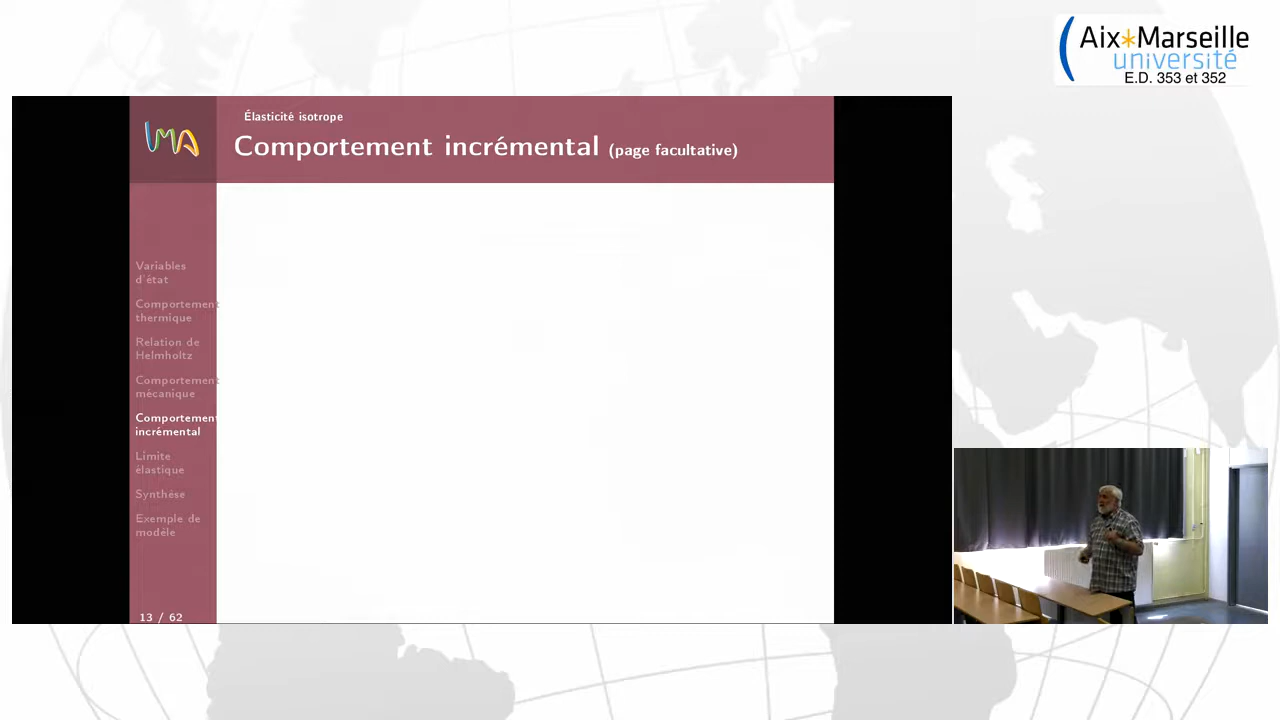 Aix*Marseille
université
E.D. 353 et 352
LMA
Élasticité isotrope
Comportement incrémental (page facultative)
Variables
d'état
Comportement
thermique
Relation de
Helmholtz
Comportement
mécanique
Comportement
incrémental
Limite
élastique
Synthèse
Exemple de
modèle
13 / 62